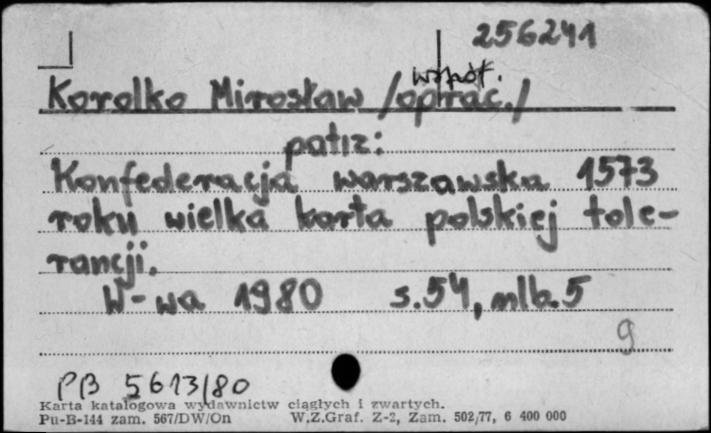 256241
współ.
Korolko Mirosław /oprac./
patrz:
Konfederacja warszawska 1573
roku wielka karta polskiej tole-
rancji.
W-wa 1980 s.54, nlb.5
9
PB 5613/80
Karta katalogowa wydawnictw ciągłych i zwartych.
Pu-B-144 zam. 567/DW/On W.Z.Graf. Z-2, Zam. 502/77, 6 400 000